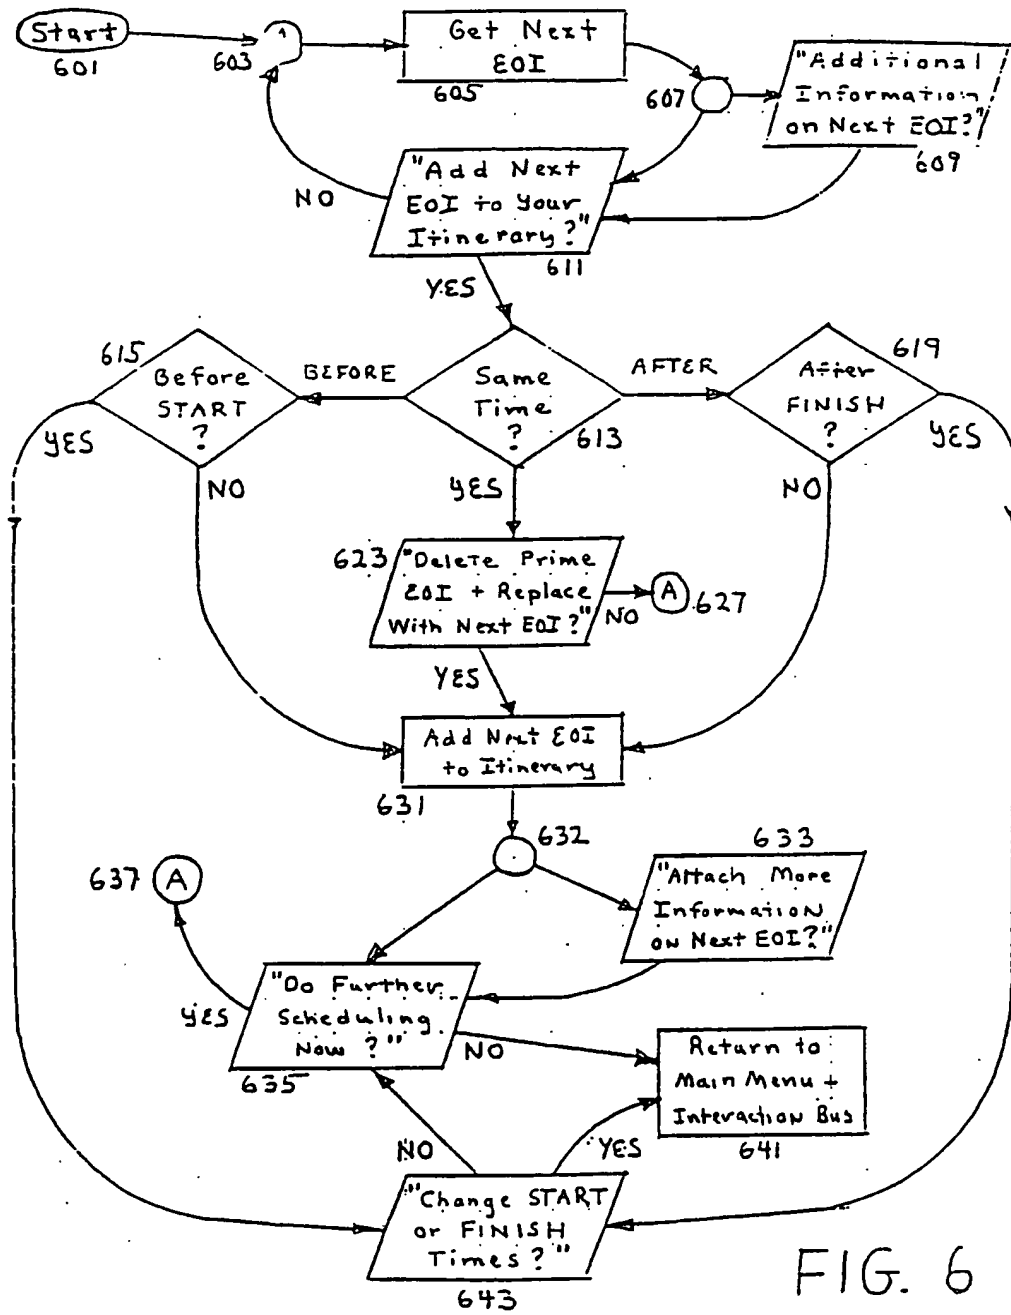 Start
601
603
Get Next
EOI
605
607
"Additional
Information
on Next EOI?"
609
"Add Next
EOI to Your
Itinerary?"
611
NO
YES
615
Before
START
?
BEFORE
Same
Time
?
613
AFTER
After
FINISH
?
619
YES
NO
YES
NO
YES
623
"Delete Prime
EOI + Replace
With Next EOI?"
NO
A
627
YES
Add Next EOI
to Itinerary
631
632
633
"Attach More
Information
on Next EOI?"
637
A
YES
"Do Further
Scheduling
Now?"
635
NO
Return to
Main Menu +
Interaction Bus
641
NO
YES
"Change START
or FINISH
Times?"
643
FIG. 6